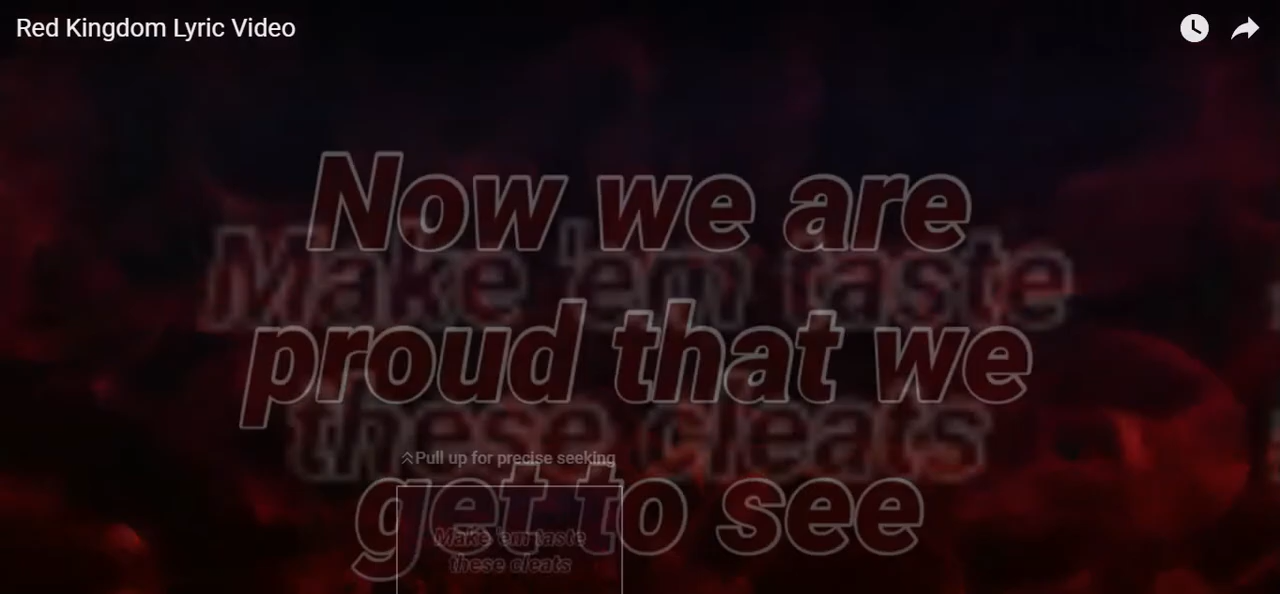 Red Kingdom Lyric Video
Now we are
Make 'em taste
proud that we
these cleats
Pull up for precise seeking
get to see
Make 'em taste
these cleats